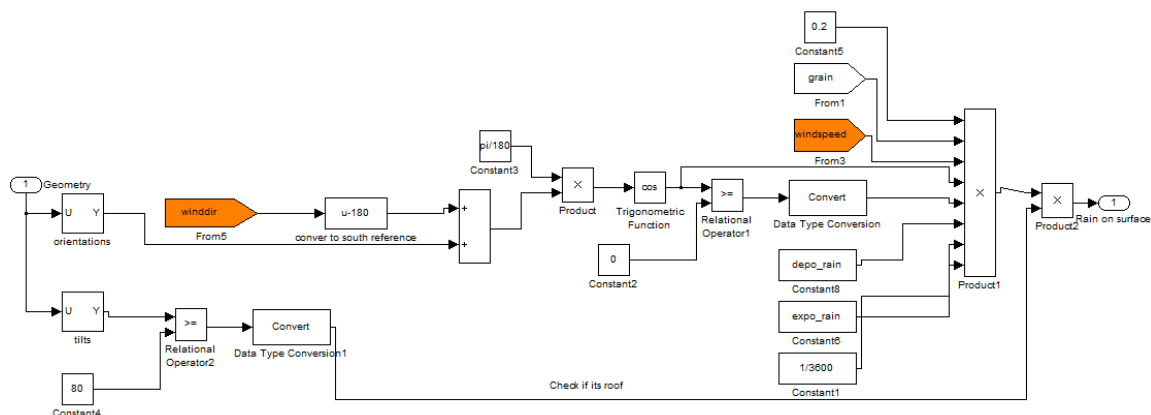 0.2
Constant5
grain
From1
windspeed
From3
pi/180
Constant3
1
Geometry
U Y
orientations
winddir
From5
u-180
conver to south reference
+
+
×
Product
cos
Trigonometric
Function
>=
Relational
Operator1
Convert
Data Type Conversion
0
Constant2
×
Product1
×
Product2
1
Rain on surface
depo_rain
Constant8
expo_rain
Constant6
1/3600
Constant1
U Y
tilts
>=
Relational
Operator2
Convert
Data Type Conversion1
80
Constant4
Check if its roof